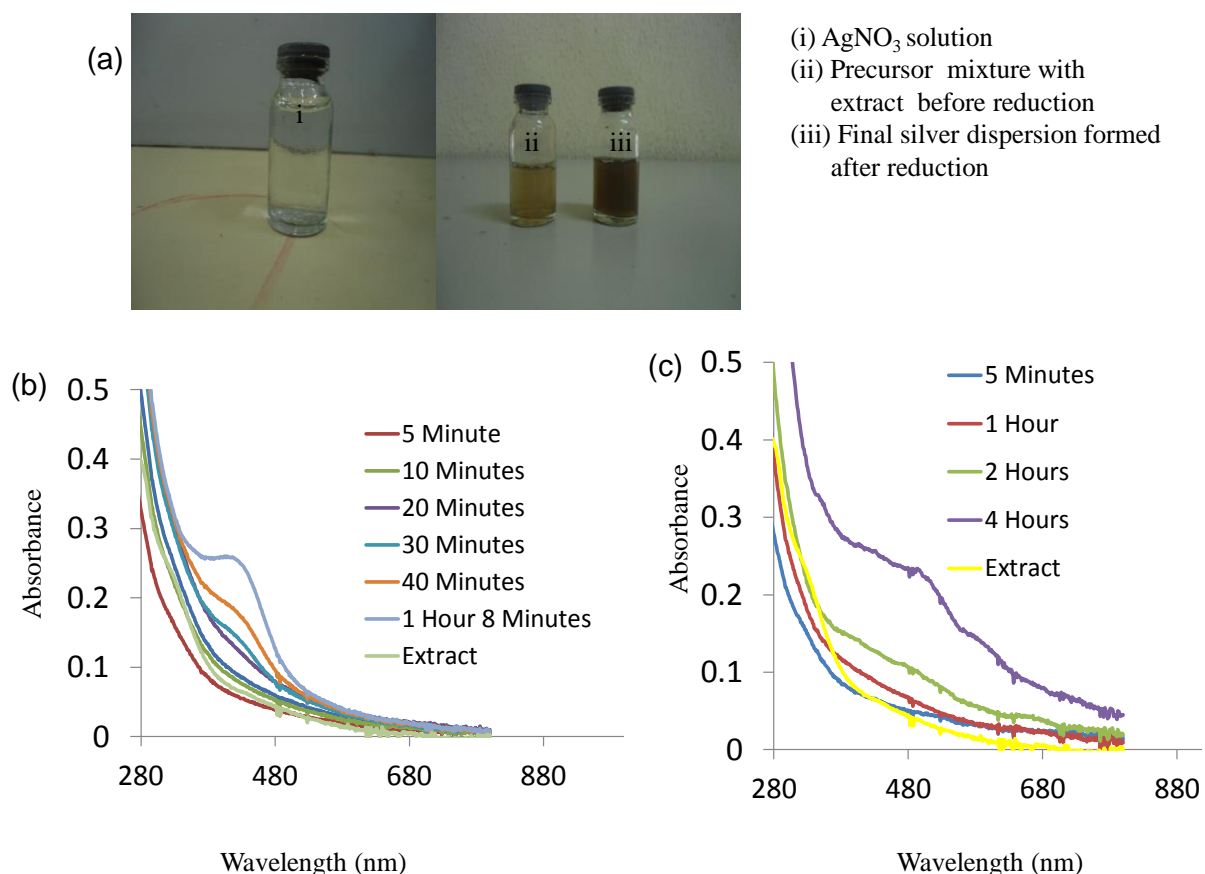 (a)
i
ii
iii
(i) AgNO3 solution
(ii) Precursor mixture with
extract before reduction
(iii) Final silver dispersion formed
after reduction
(b)
0.5
0.4
0.3
0.2
0.1
0
280
480
680
880
Absorbance
Wavelength (nm)
5 Minute
10 Minutes
20 Minutes
30 Minutes
40 Minutes
1 Hour 8 Minutes
Extract
(c)
0.5
0.4
0.3
0.2
0.1
0
280
480
680
880
Absorbance
Wavelength (nm)
5 Minutes
1 Hour
2 Hours
4 Hours
Extract